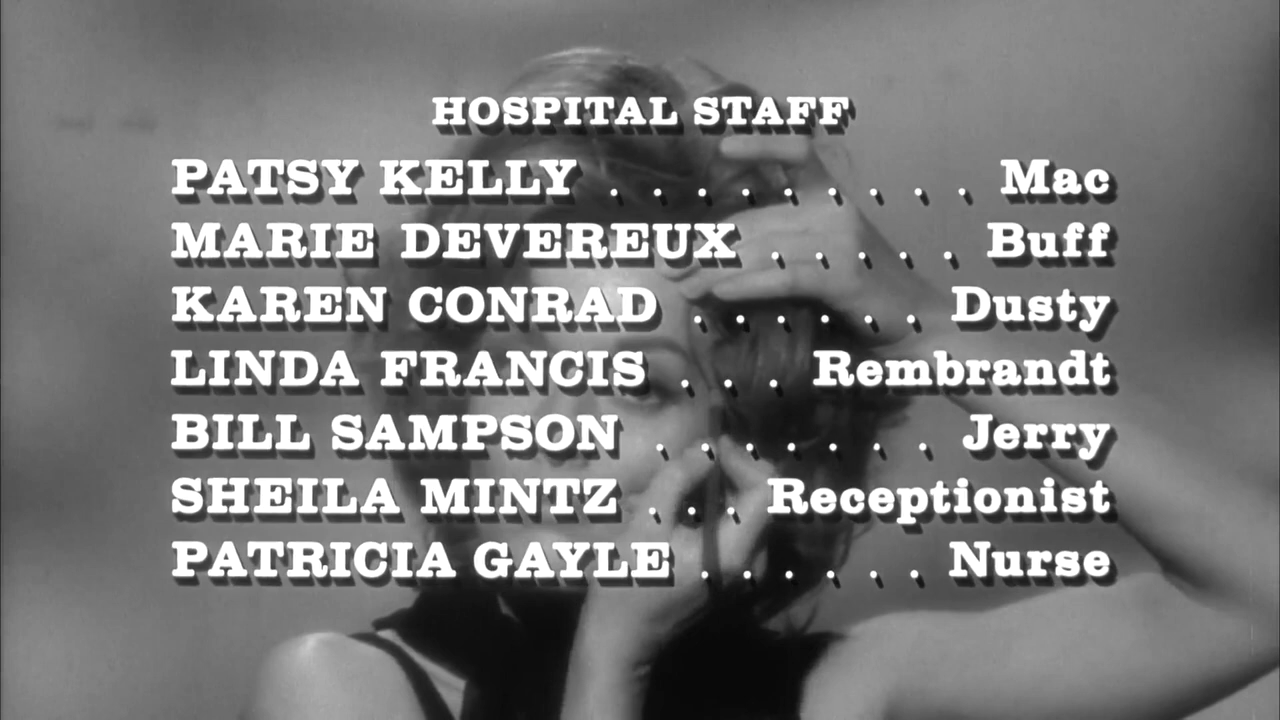 HOSPITAL STAFF
PATSY KELLY . . . . . . . . . Mac
MARIE DEVEREUX . . . . . Buff
KAREN CONRAD . . . . . . Dusty
LINDA FRANCIS . . . Rembrandt
BILL SAMPSON . . . . . . . Jerry
SHEILA MINTZ . . . Receptionist
PATRICIA GAYLE . . . . . . Nurse